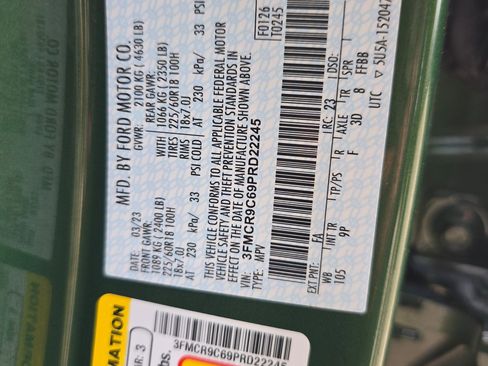 MFD. BY FORD MOTOR CO.
DATE: 03/23 GVWR: 2100 KG ( 4630 LB)
FRONT GAWR: REAR GAWR:
1089 KG ( 2400 LB) WITH 1066 KG ( 2350 LB)
225/60R18 100H TIRES 225/60R18 100H
18x7.0J RIMS 18x7.0J
AT 230 kPa/ 33 PSI COLD AT 230 kPa/ 33 PSI
THIS VEHICLE CONFORMS TO ALL APPLICABLE FEDERAL MOTOR
VEHICLE SAFETY AND THEFT PREVENTION STANDARDS IN
EFFECT ON THE DATE OF MANUFACTURE SHOWN ABOVE.
VIN: 3FMCR9C69PRD22245
TYPE: MPV
F0126
T0245
EXT PNT: FA RC: 23 DSO:
WB INT TR TP/PS R AXLE TR SPR
105 9P F 3D 8 FFBB
UTC
MATION
AR: 3
bs.
3FMCR9C69PRD22245